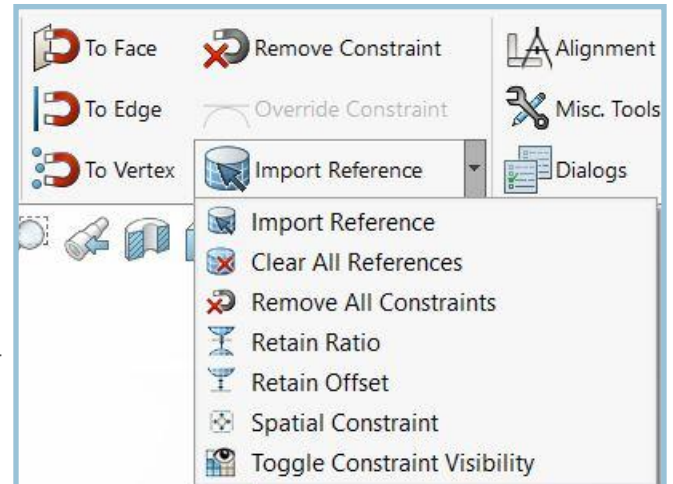 To Face
Remove Constraint
Alignment
To Edge
Override Constraint
Misc. Tools
To Vertex
Import Reference
Dialogs
Import Reference
Clear All References
Remove All Constraints
Retain Ratio
Retain Offset
Spatial Constraint
Toggle Constraint Visibility